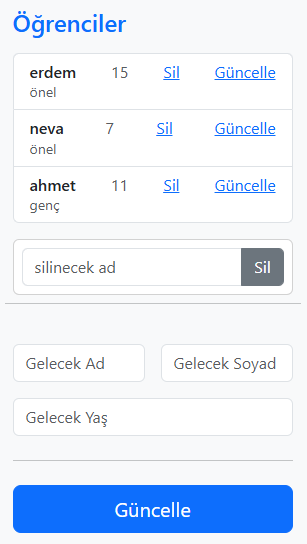 Öğrenciler
erdem 15 Sil Güncelle
önel
neva 7 Sil Güncelle
önel
ahmet 11 Sil Güncelle
genç
silinecek ad Sil
Gelecek Ad Gelecek Soyad
Gelecek Yaş
Güncelle